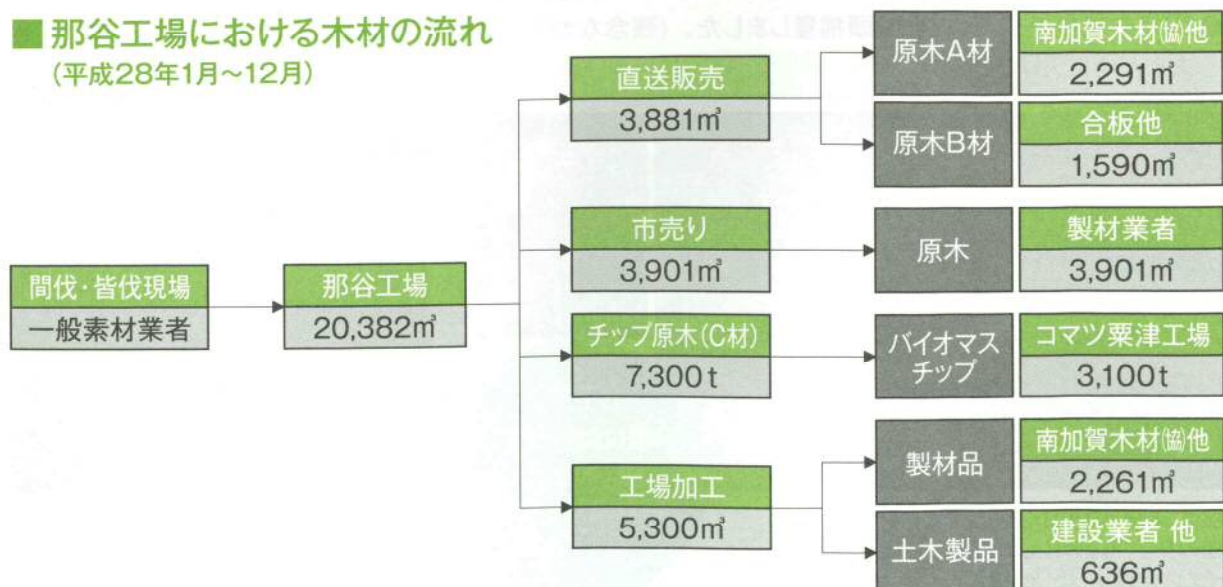 ■那谷工場における木材の流れ
(平成28年1月~12月)
間伐・皆伐現場
一般素材業者
那谷工場
20,382㎥
直送販売
3,881㎥
原木A材
南加賀木材㈿他
2,291㎥
原木B材
合板他
1,590㎥
市売り
3,901㎥
原木
製材業者
3,901㎥
チップ原木(C材)
7,300t
バイオマス
チップ
コマツ粟津工場
3,100t
工場加工
5,300㎥
製材品
南加賀木材㈿他
2,261㎥
土木製品
建設業者 他
636㎥